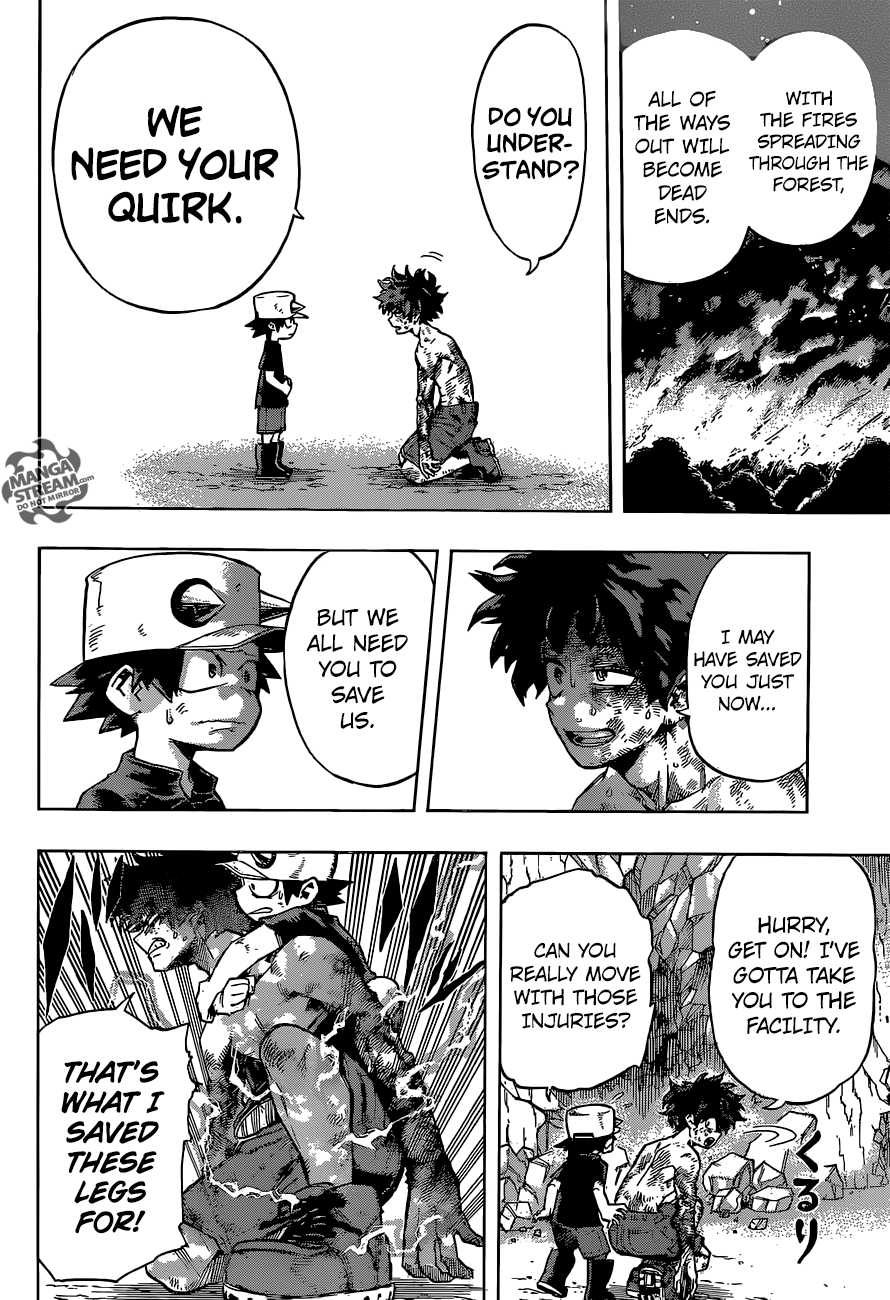 WITH
THE FIRES
SPREADING
THROUGH THE
FOREST,
ALL OF
THE WAYS
OUT WILL
BECOME
DEAD
ENDS.
DO YOU
UNDER-
STAND?
WE
NEED YOUR
QUIRK.
MANGA
STREAM.com
DO NOT MIRROR!
I MAY
HAVE SAVED
YOU JUST
NOW...
BUT WE
ALL NEED
YOU TO
SAVE
US.
HURRY,
GET ON! I'VE
GOTTA TAKE
YOU TO THE
FACILITY.
CAN YOU
REALLY MOVE
WITH THOSE
INJURIES?
くるり
THAT'S
WHAT I
SAVED
THESE
LEGS
FOR!